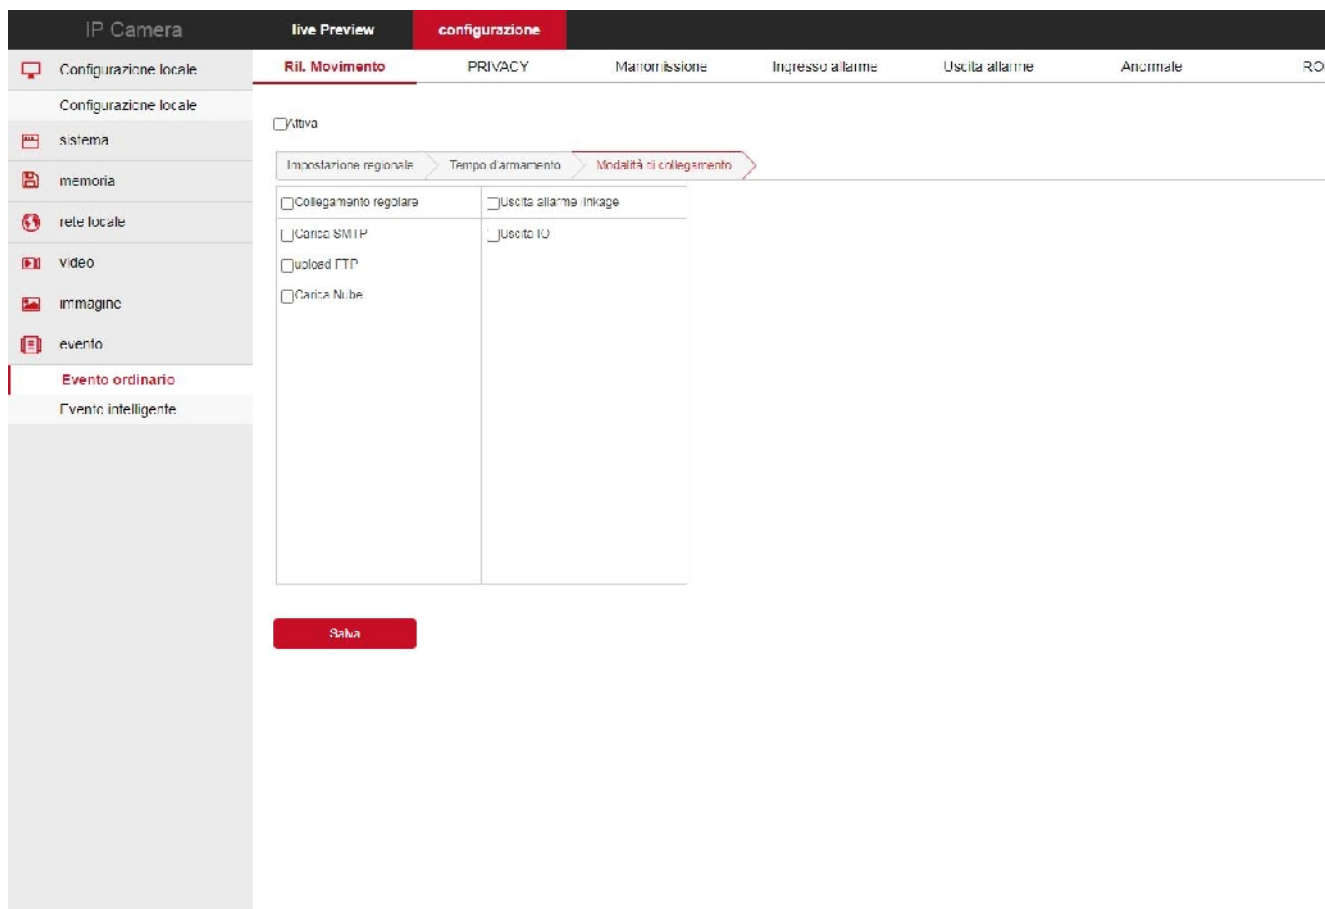 IP Camera
live Preview
configurazione
Configurazione locale
Ril. Movimento
PRIVACY
Manomissione
Ingresso allarme
Uscita allarme
Anormale
RO
Configurazione locale
Attiva
sistema
Impostazione regionale
Tempo d'armamento
Modalità di collegamento
memoria
Collegamento regolare
Uscita allarme linkage
rete locale
Carica SMTP
Uscita IO
video
upload FTP
Carica Nube
immagine
evento
Evento ordinario
Evento intelligente
Salva